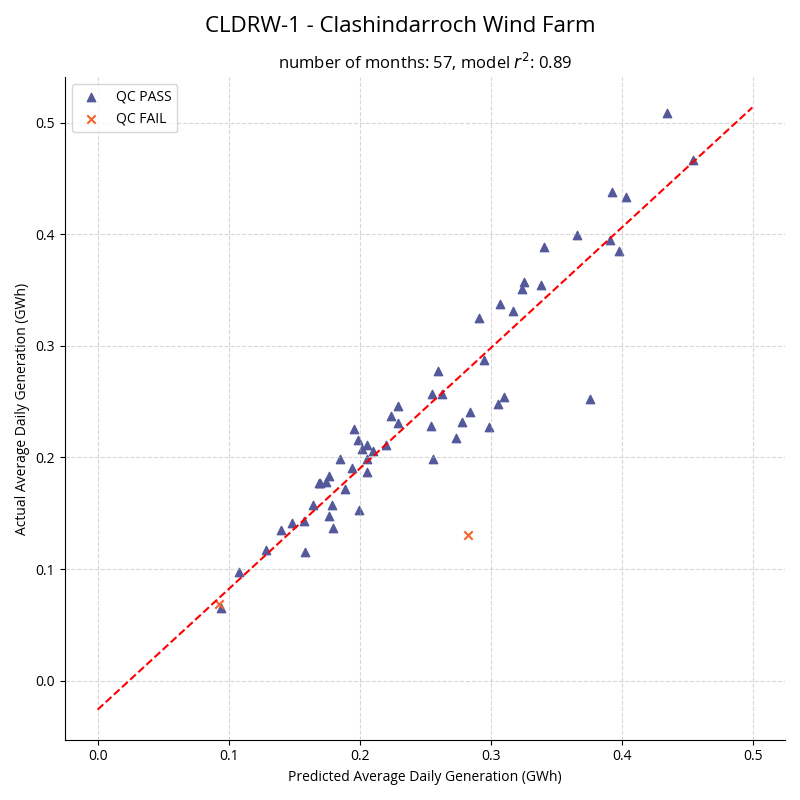 CLDRW-1 - Clashindarroch Wind Farm
number of months: 57, model r²: 0.89
QC PASS
QC FAIL
Actual Average Daily Generation (GWh)
0.5
0.4
0.3
0.2
0.1
0.0
0.0 0.1 0.2 0.3 0.4 0.5
Predicted Average Daily Generation (GWh)